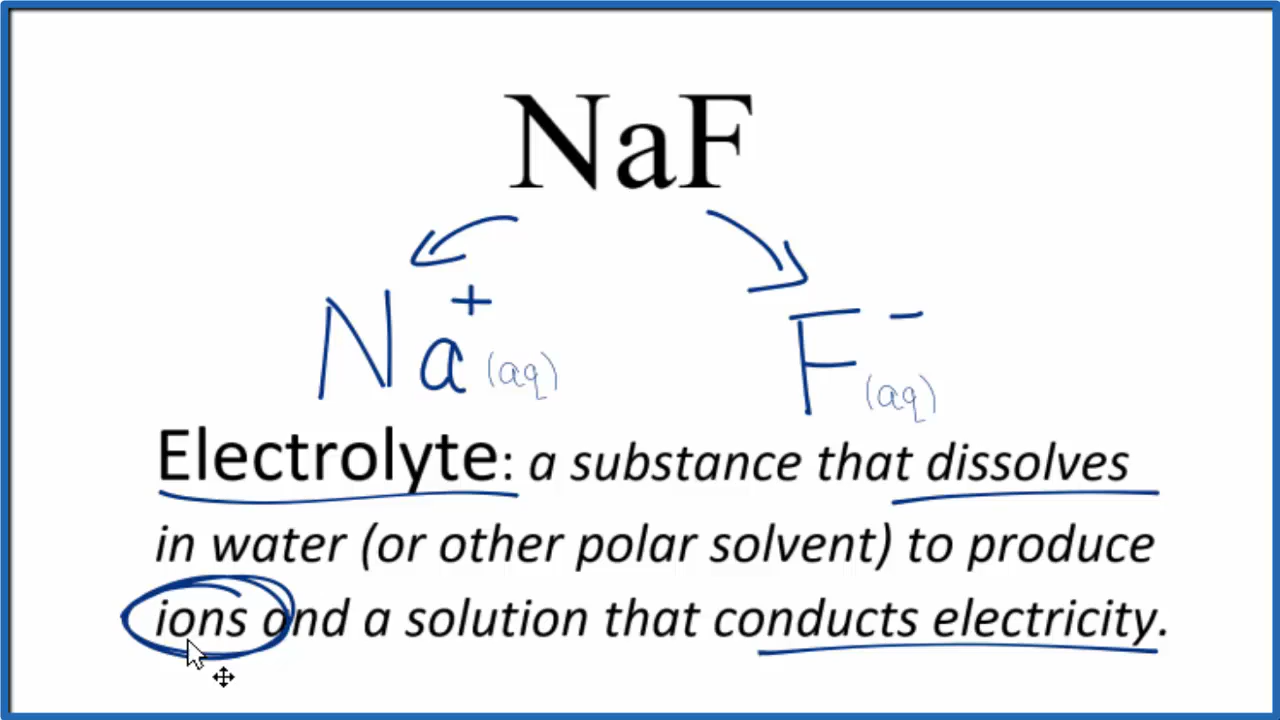 NaF
Na+(aq) F-(aq)
Electrolyte: a substance that dissolves
in water (or other polar solvent) to produce
ions and a solution that conducts electricity.